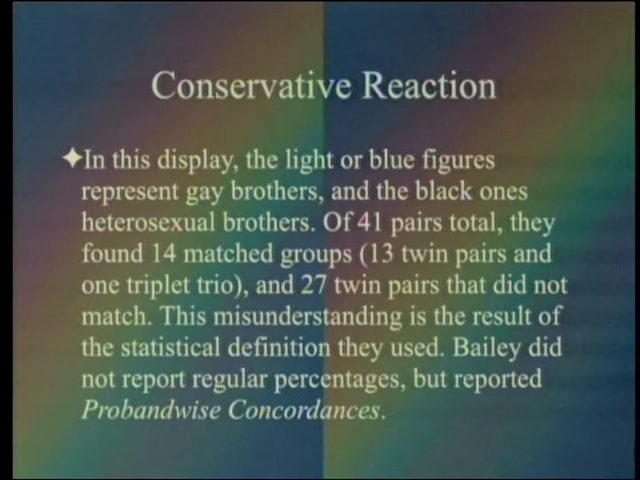 Conservative Reaction
✦In this display, the light or blue figures
represent gay brothers, and the black ones
heterosexual brothers. Of 41 pairs total, they
found 14 matched groups (13 twin pairs and
one triplet trio), and 27 twin pairs that did not
match. This misunderstanding is the result of
the statistical definition they used. Bailey did
not report regular percentages, but reported
Probandwise Concordances.